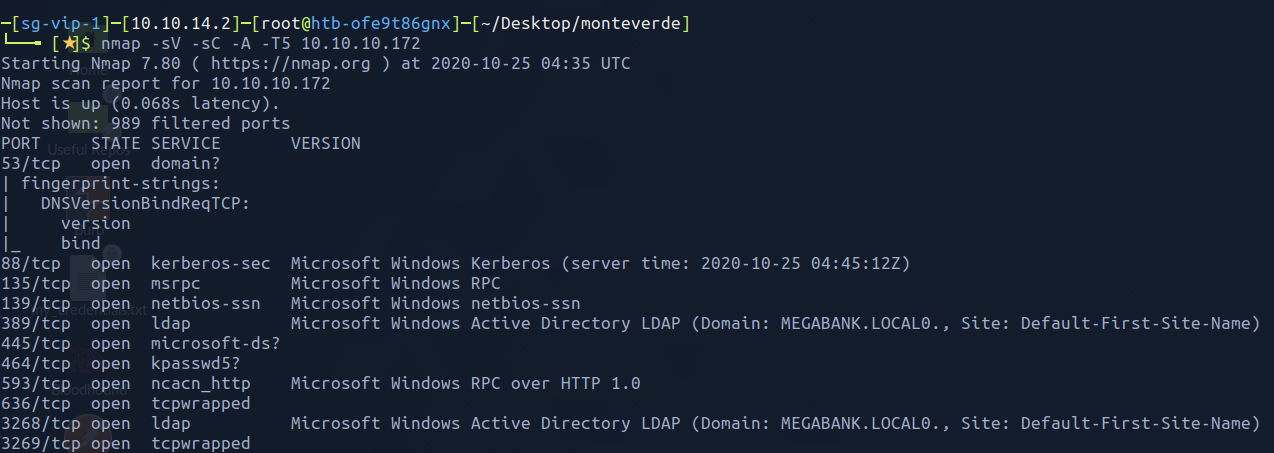 ─[sg-vip-1]─[10.10.14.2]─[root@htb-ofe9t86gnx]─[~/Desktop/monteverde]
└──╼ [★]$ nmap -sV -sC -A -T5 10.10.10.172
Starting Nmap 7.80 ( https://nmap.org ) at 2020-10-25 04:35 UTC
Nmap scan report for 10.10.10.172
Host is up (0.068s latency).
Not shown: 989 filtered ports
PORT     STATE SERVICE       VERSION
53/tcp   open  domain?
| fingerprint-strings:
|   DNSVersionBindReqTCP:
|     version
|_    bind
88/tcp   open  kerberos-sec  Microsoft Windows Kerberos (server time: 2020-10-25 04:45:12Z)
135/tcp  open  msrpc         Microsoft Windows RPC
139/tcp  open  netbios-ssn   Microsoft Windows netbios-ssn
389/tcp  open  ldap          Microsoft Windows Active Directory LDAP (Domain: MEGABANK.LOCAL0., Site: Default-First-Site-Name)
445/tcp  open  microsoft-ds?
464/tcp  open  kpasswd5?
593/tcp  open  ncacn_http    Microsoft Windows RPC over HTTP 1.0
636/tcp  open  tcpwrapped
3268/tcp open  ldap          Microsoft Windows Active Directory LDAP (Domain: MEGABANK.LOCAL0., Site: Default-First-Site-Name)
3269/tcp open  tcpwrapped